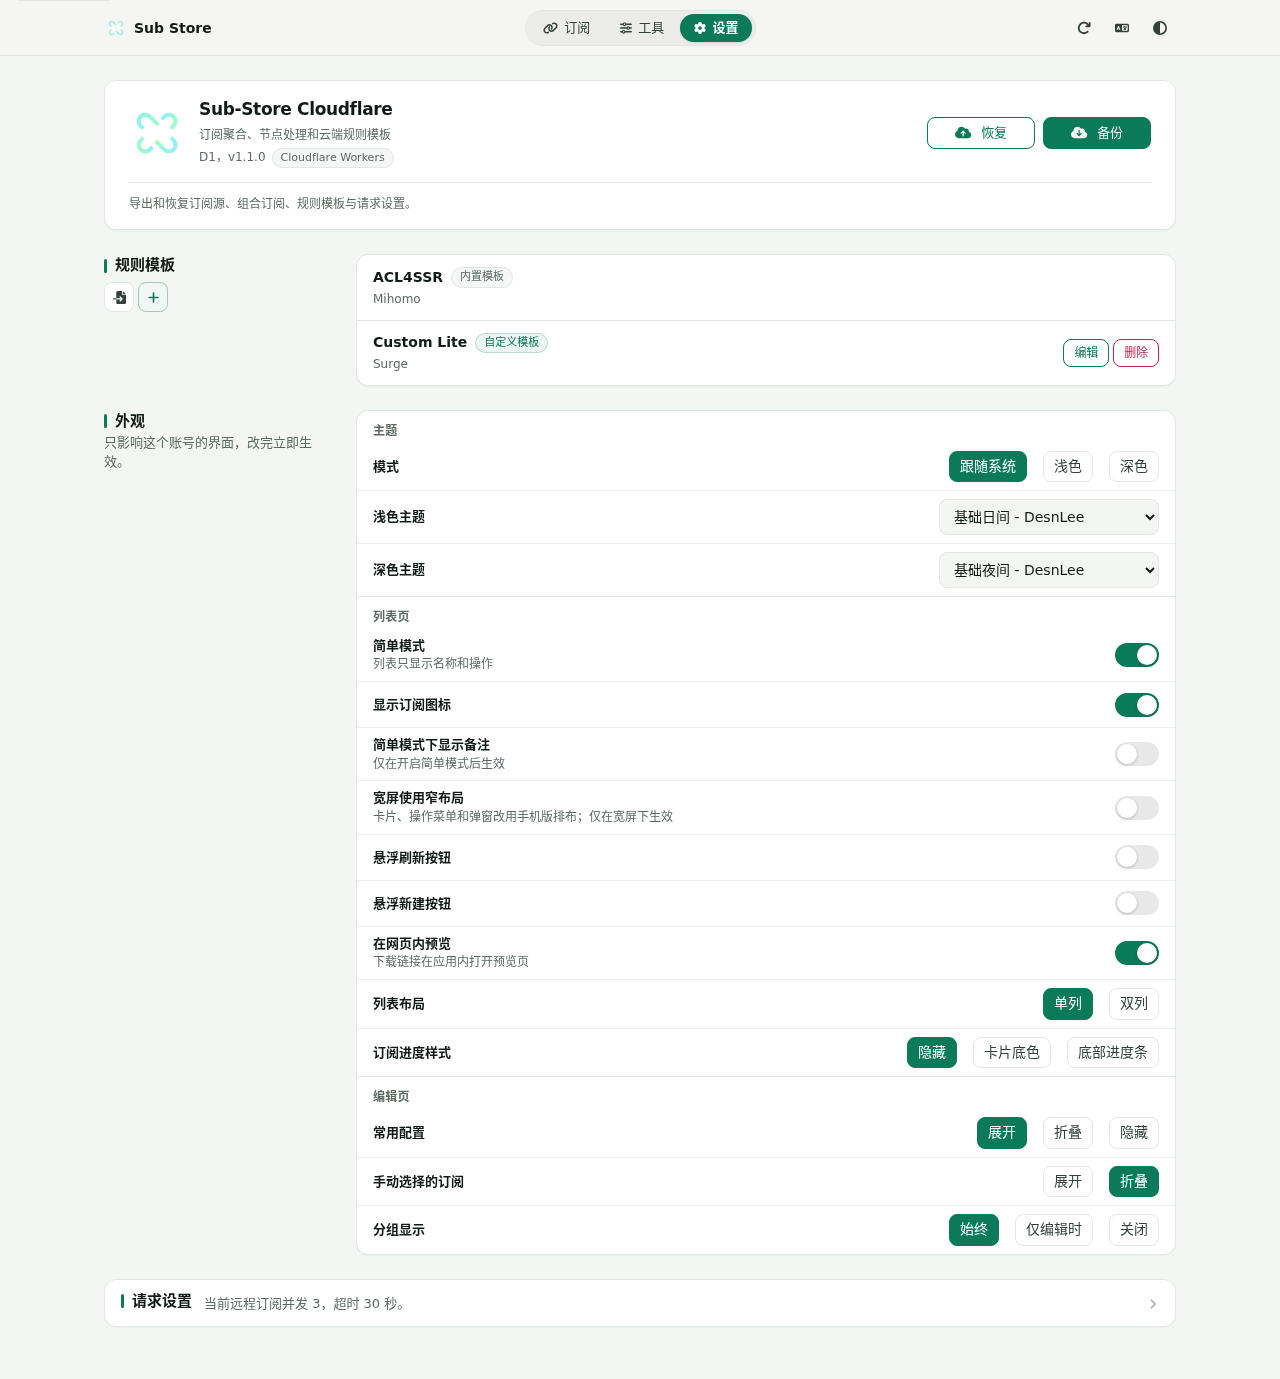 Sub Store
订阅
工具
设置
Sub-Store Cloudflare
订阅聚合、节点处理和云端规则模板
D1，v1.1.0 Cloudflare Workers
恢复
备份
导出和恢复订阅源、组合订阅、规则模板与请求设置。
规则模板
ACL4SSR 内置模板
Mihomo
Custom Lite 自定义模板
Surge
编辑 删除
外观
只影响这个账号的界面，改完立即生
效。
主题
模式 跟随系统 浅色 深色
浅色主题 基础日间 - DesnLee
深色主题 基础夜间 - DesnLee
列表页
简单模式
列表只显示名称和操作
显示订阅图标
简单模式下显示备注
仅在开启简单模式后生效
宽屏使用窄布局
卡片、操作菜单和弹窗改用手机版排布；仅在宽屏下生效
悬浮刷新按钮
悬浮新建按钮
在网页内预览
下载链接在应用内打开预览页
列表布局 单列 双列
订阅进度样式 隐藏 卡片底色 底部进度条
编辑页
常用配置 展开 折叠 隐藏
手动选择的订阅 展开 折叠
分组显示 始终 仅编辑时 关闭
请求设置 当前远程订阅并发 3，超时 30 秒。